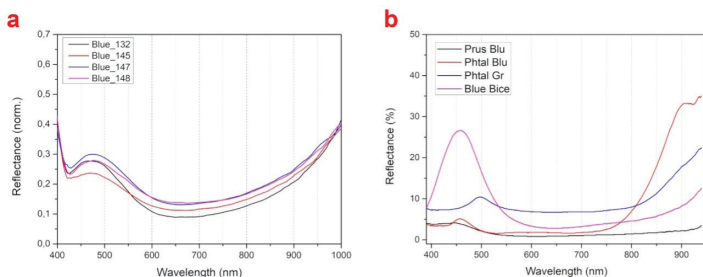 a
0,7
0,6
0,5
0,4
0,3
0,2
0,1
0,0
Reflectance (norm.)
Blue_132
Blue_145
Blue_147
Blue_148
400 500 600 700 800 900 1000
Wavelength (nm)
b
50
40
30
20
10
0
Reflectance (%)
Prus Blu
Phtal Blu
Phtal Gr
Blue Bice
400 500 600 700 800 900
Wavelength (nm)